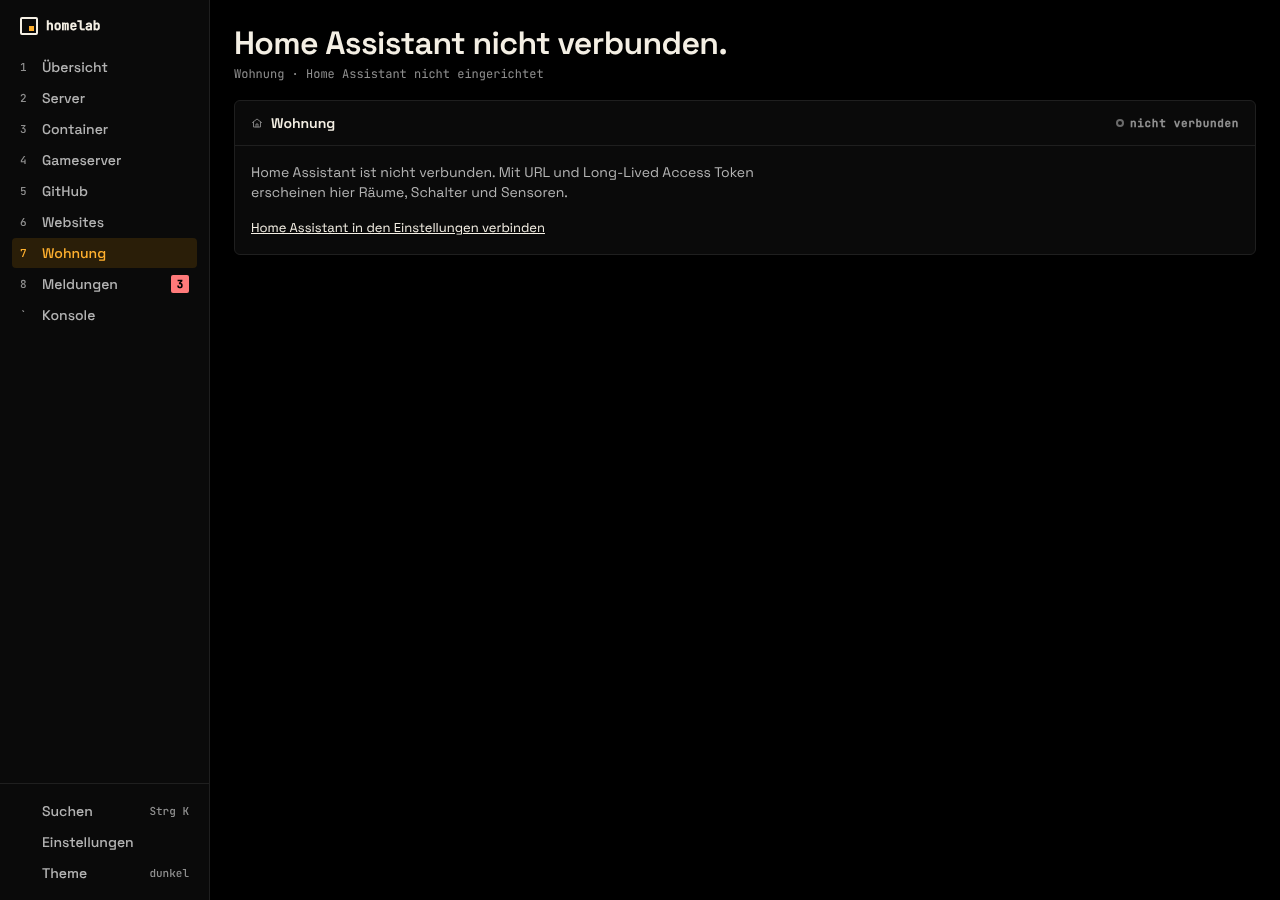 homelab
1 Übersicht
2 Server
3 Container
4 Gameserver
5 GitHub
6 Websites
7 Wohnung
8 Meldungen 3
` Konsole
Suchen Strg K
Einstellungen
Theme dunkel
Home Assistant nicht verbunden.
Wohnung · Home Assistant nicht eingerichtet
Wohnung nicht verbunden
Home Assistant ist nicht verbunden. Mit URL und Long-Lived Access Token
erscheinen hier Räume, Schalter und Sensoren.
Home Assistant in den Einstellungen verbinden